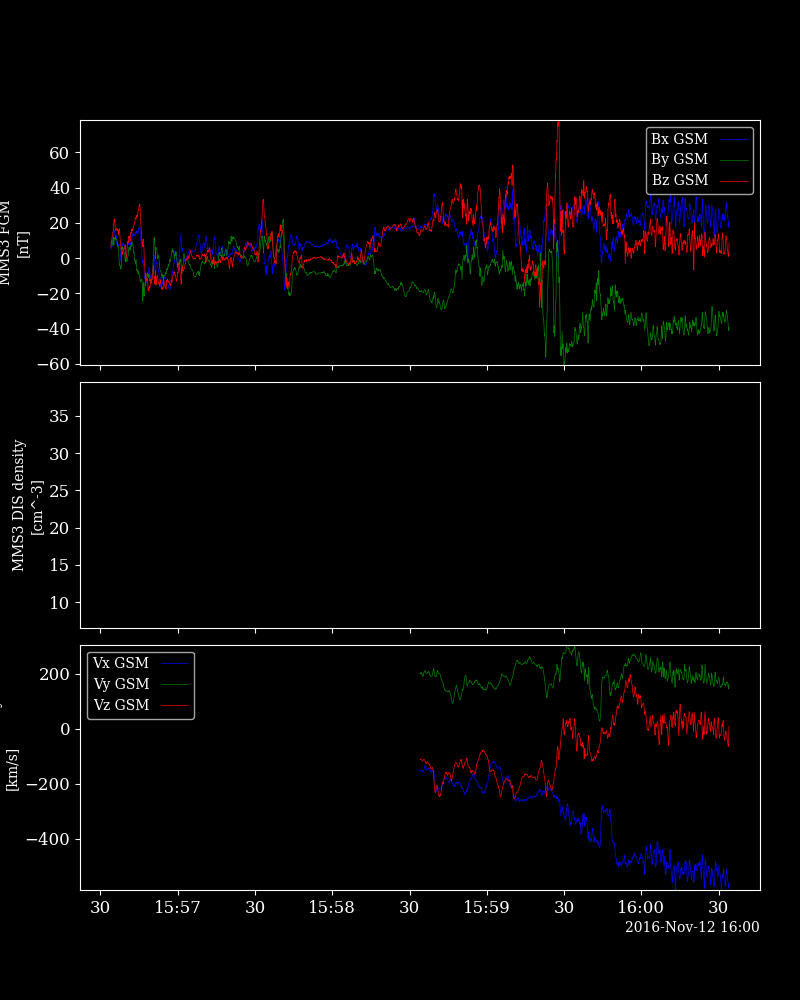 MMS3 FGM
[nT]
60
40
20
0
−20
−40
−60
Bx GSM
By GSM
Bz GSM
MMS3 DIS density
[cm^-3]
35
30
25
20
15
10
[km/s]
200
0
−200
−400
Vx GSM
Vy GSM
Vz GSM
30 15:57 30 15:58 30 15:59 30 16:00 30
2016-Nov-12 16:00